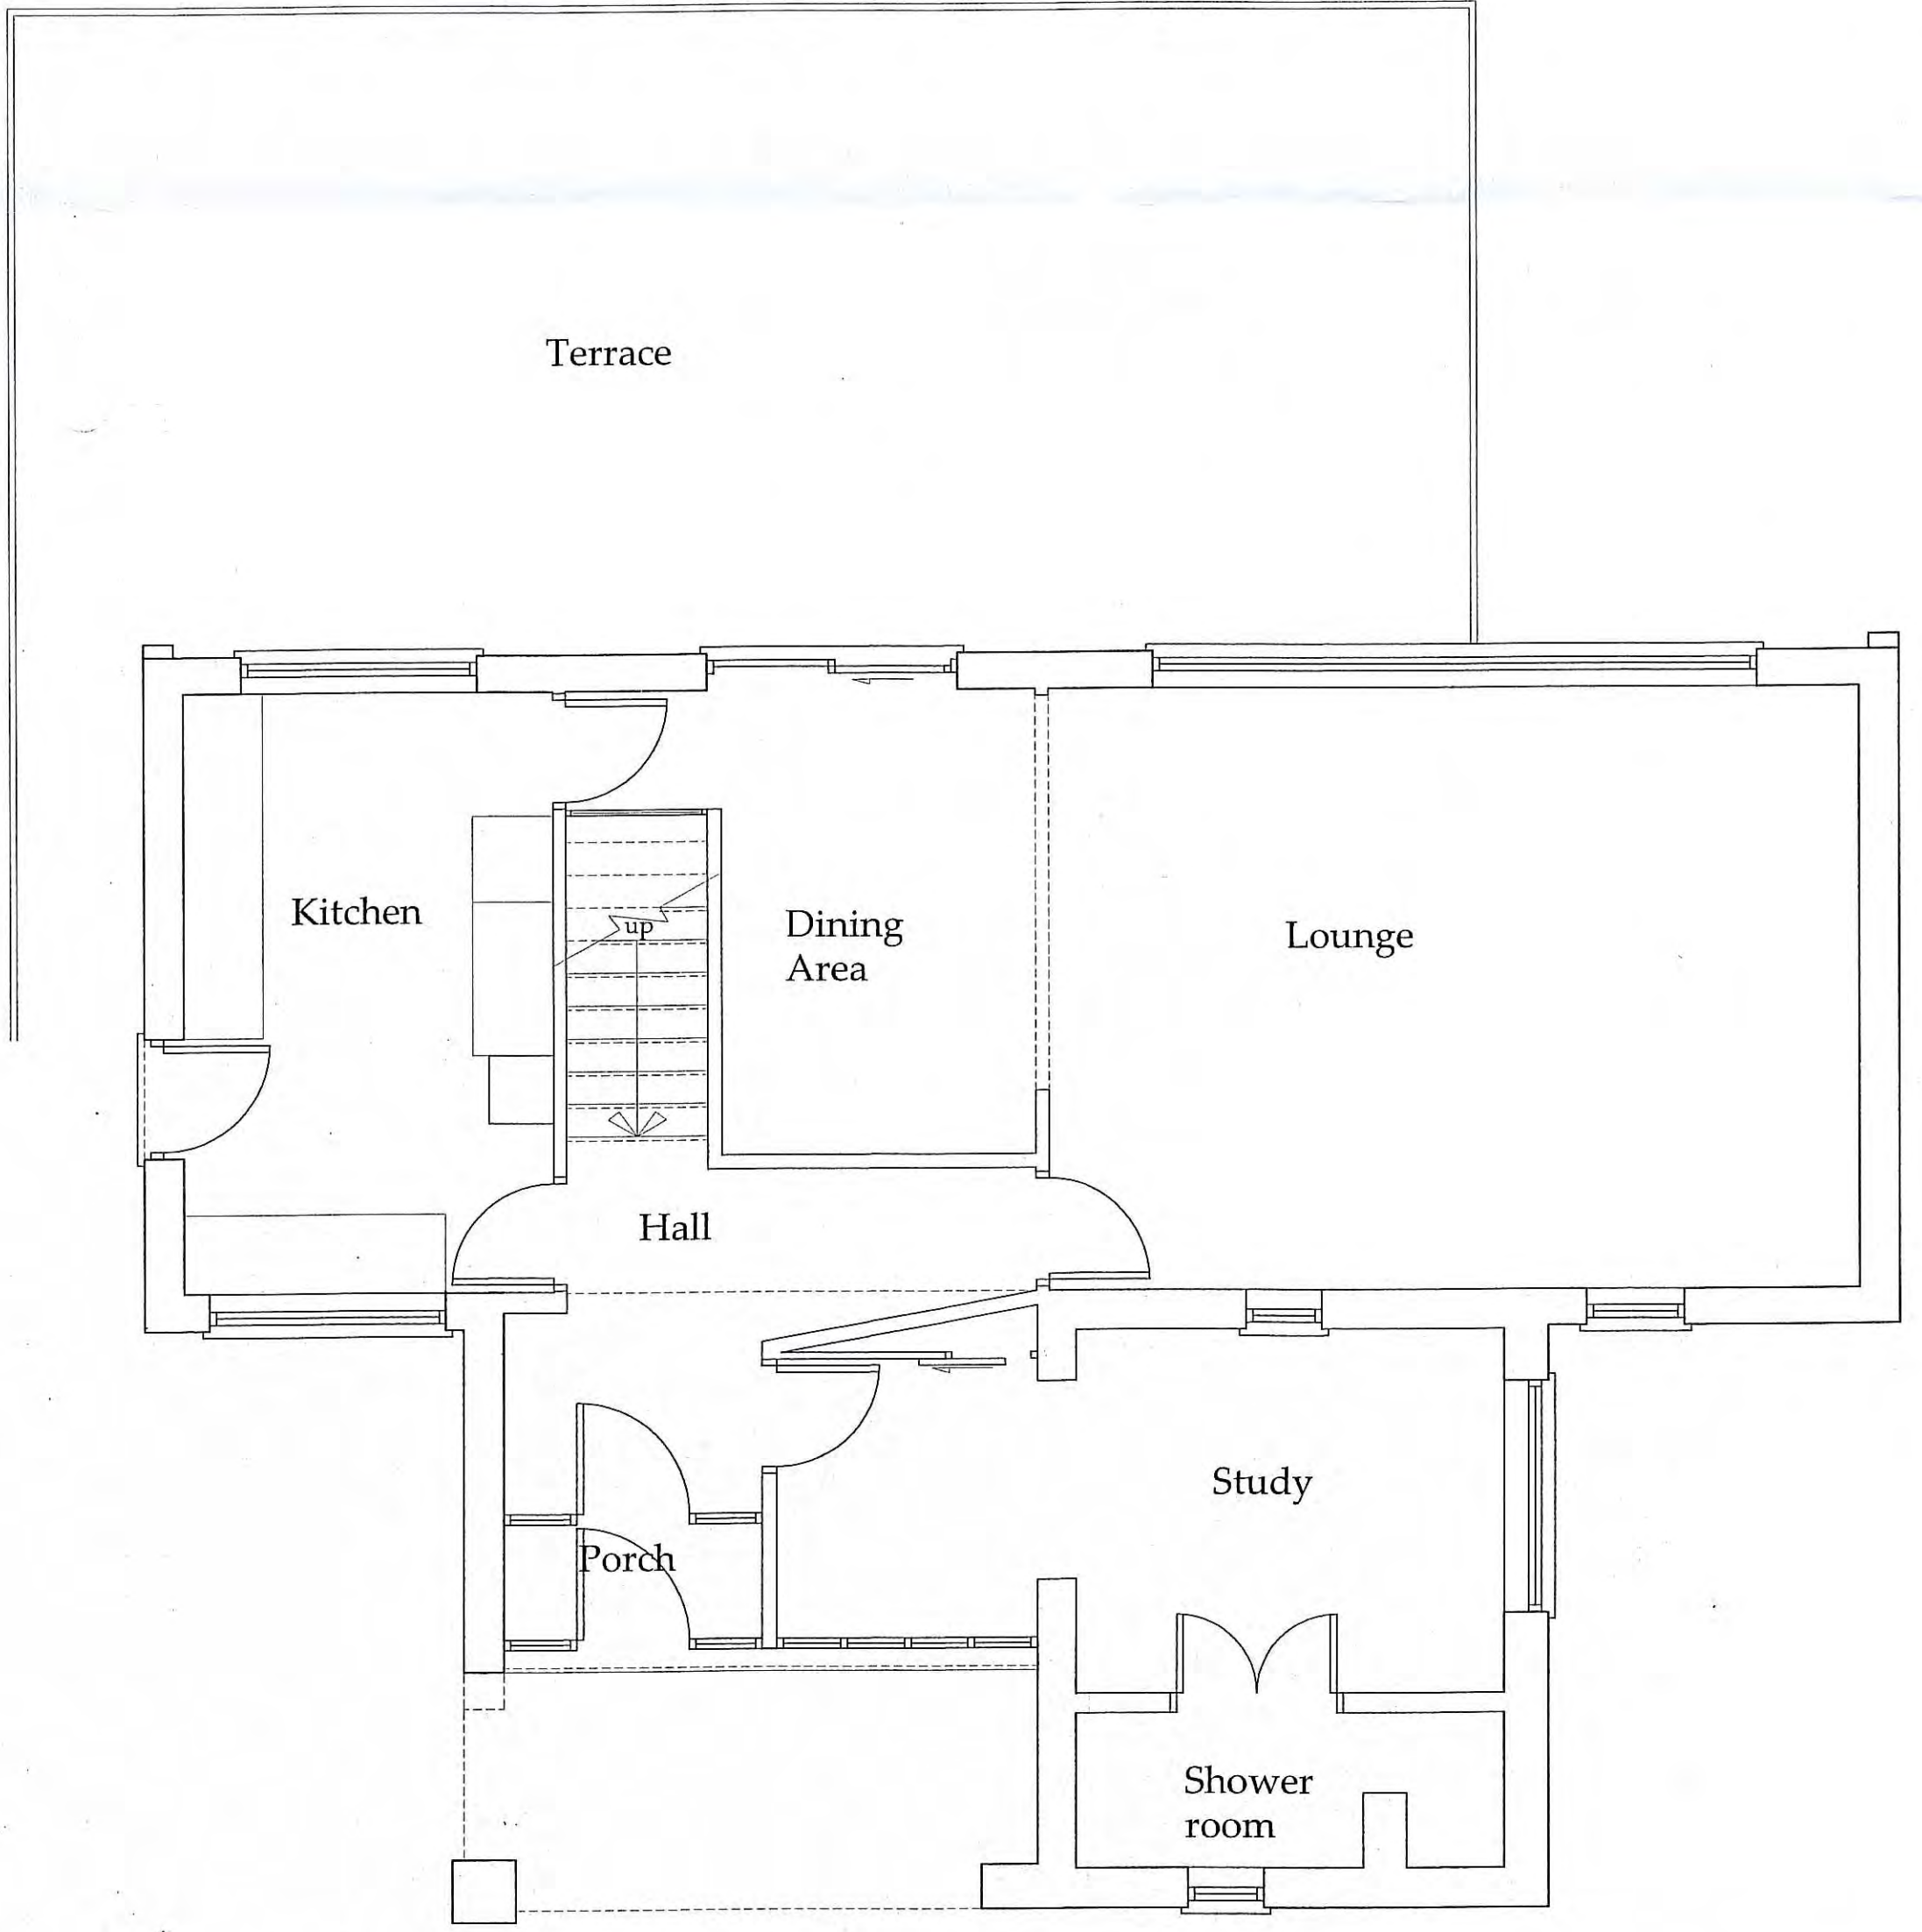 Terrace
Kitchen
up
Dining
Area
Lounge
Hall
Study
Porch
Shower
room